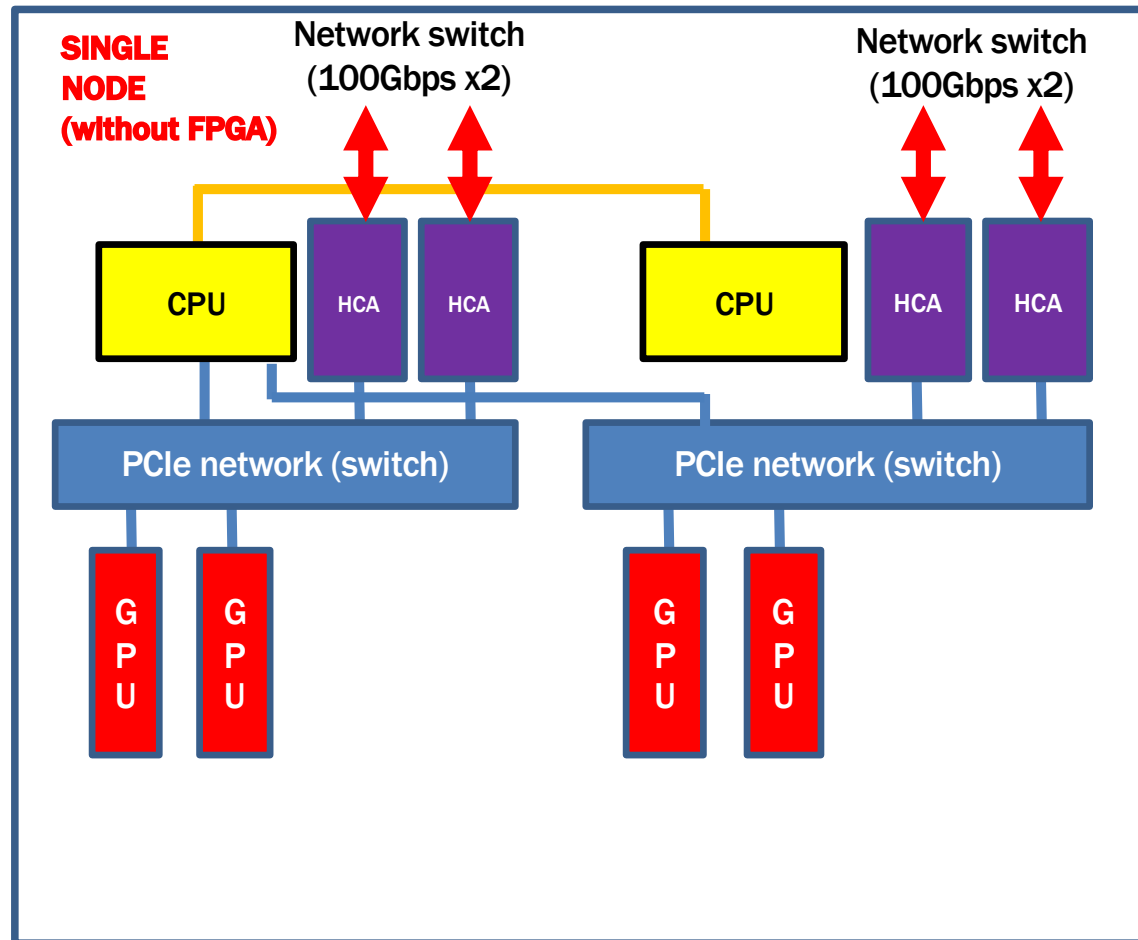 SINGLE
NODE
(without FPGA)
Network switch
(100Gbps x2)
Network switch
(100Gbps x2)
CPU
HCA
HCA
CPU
HCA
HCA
PCIe network (switch)
PCIe network (switch)
G
P
U
G
P
U
G
P
U
G
P
U